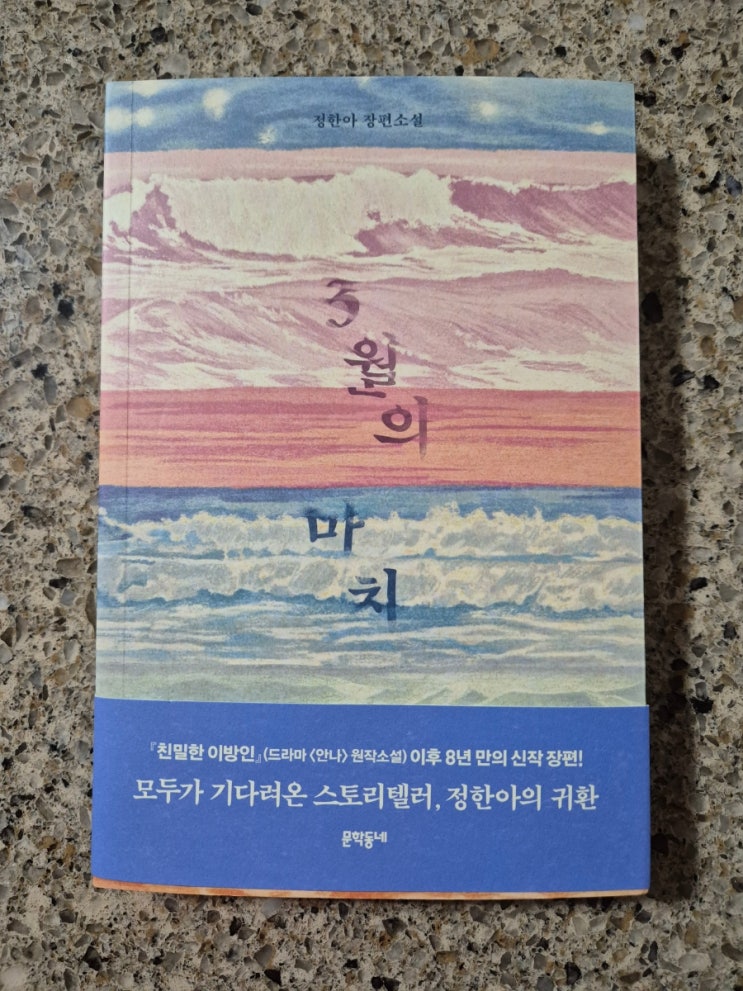 정한아 장편소설
3
월
의
마
치
『친밀한 이방인』(드라마 〈안나〉 원작소설) 이후 8년 만의 신작 장편!
모두가 기다려온 스토리텔러, 정한아의 귀환
문학동네